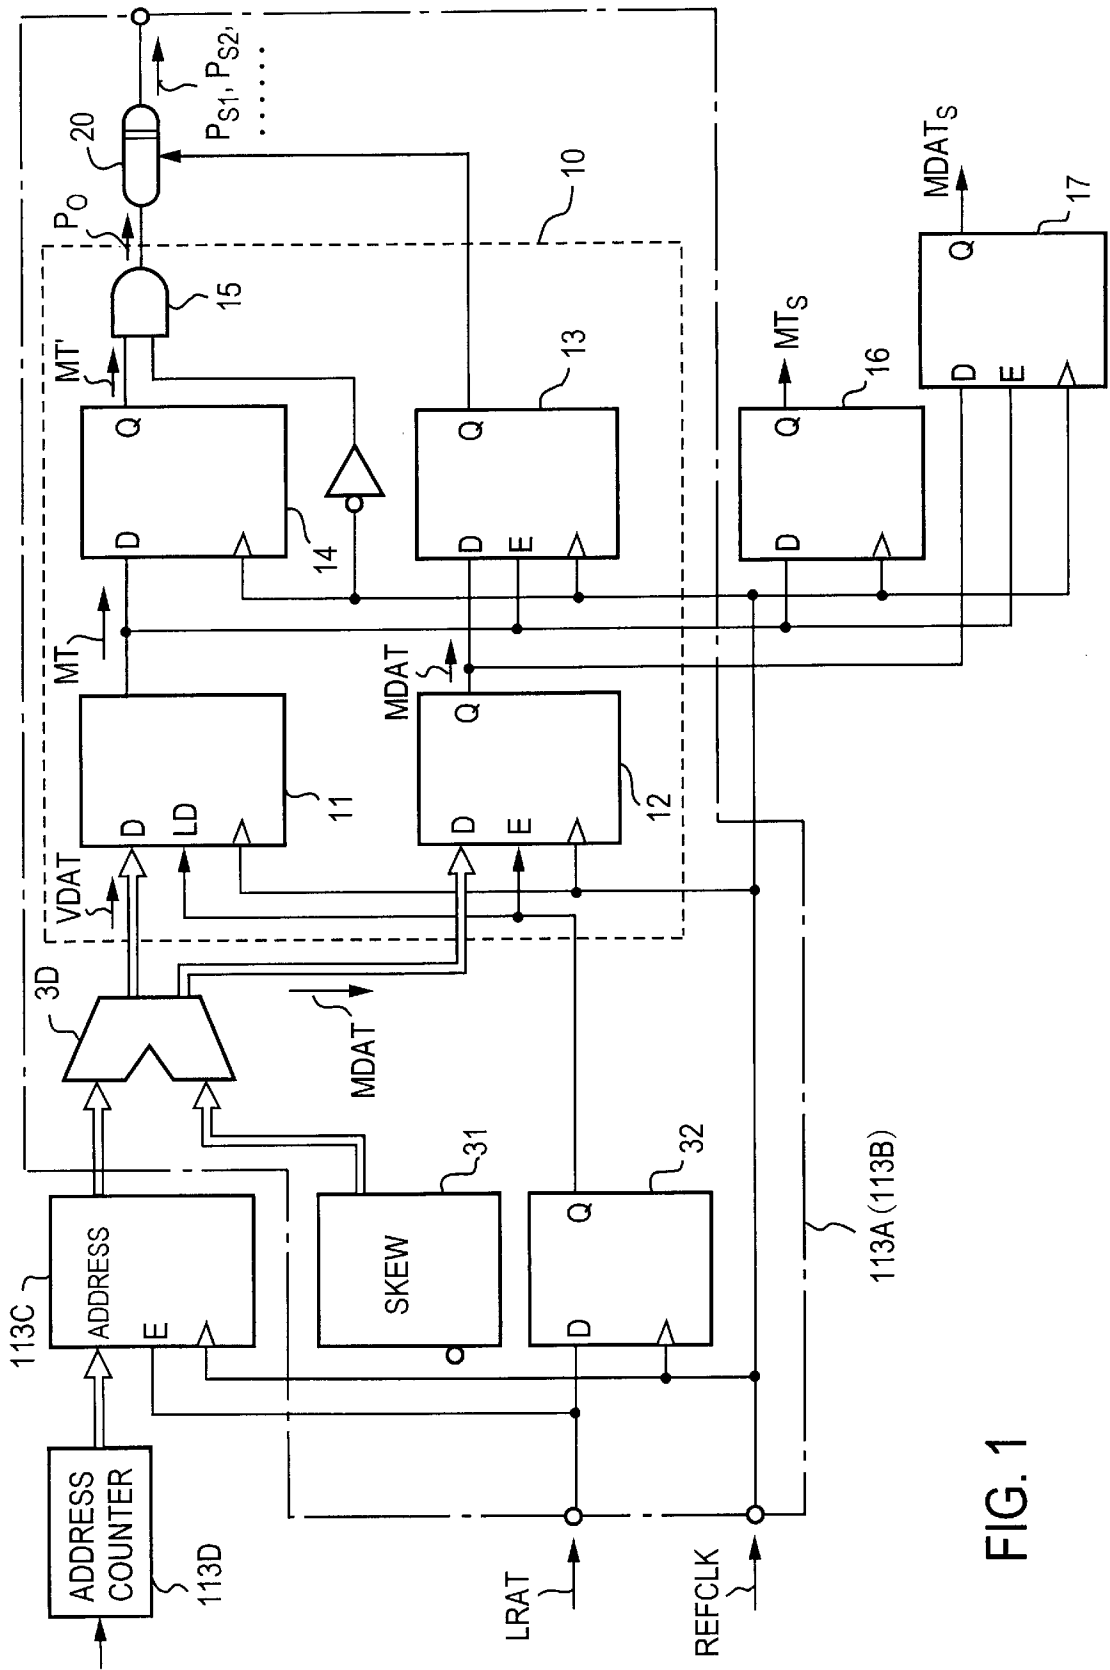 ADDRESS
COUNTER
113D
113C
ADDRESS
E
SKEW
31
D
Q
32
LRAT
REFCLK
113A (113B)
3D
VDAT
MDAT
D
LD
11
D
E
Q
12
MT
MDAT
D
Q
14
D
E
Q
13
MT'
15
PO
20
PS1, PS2,
......
10
D
Q
16
MTS
D
E
Q
17
MDATS
FIG. 1